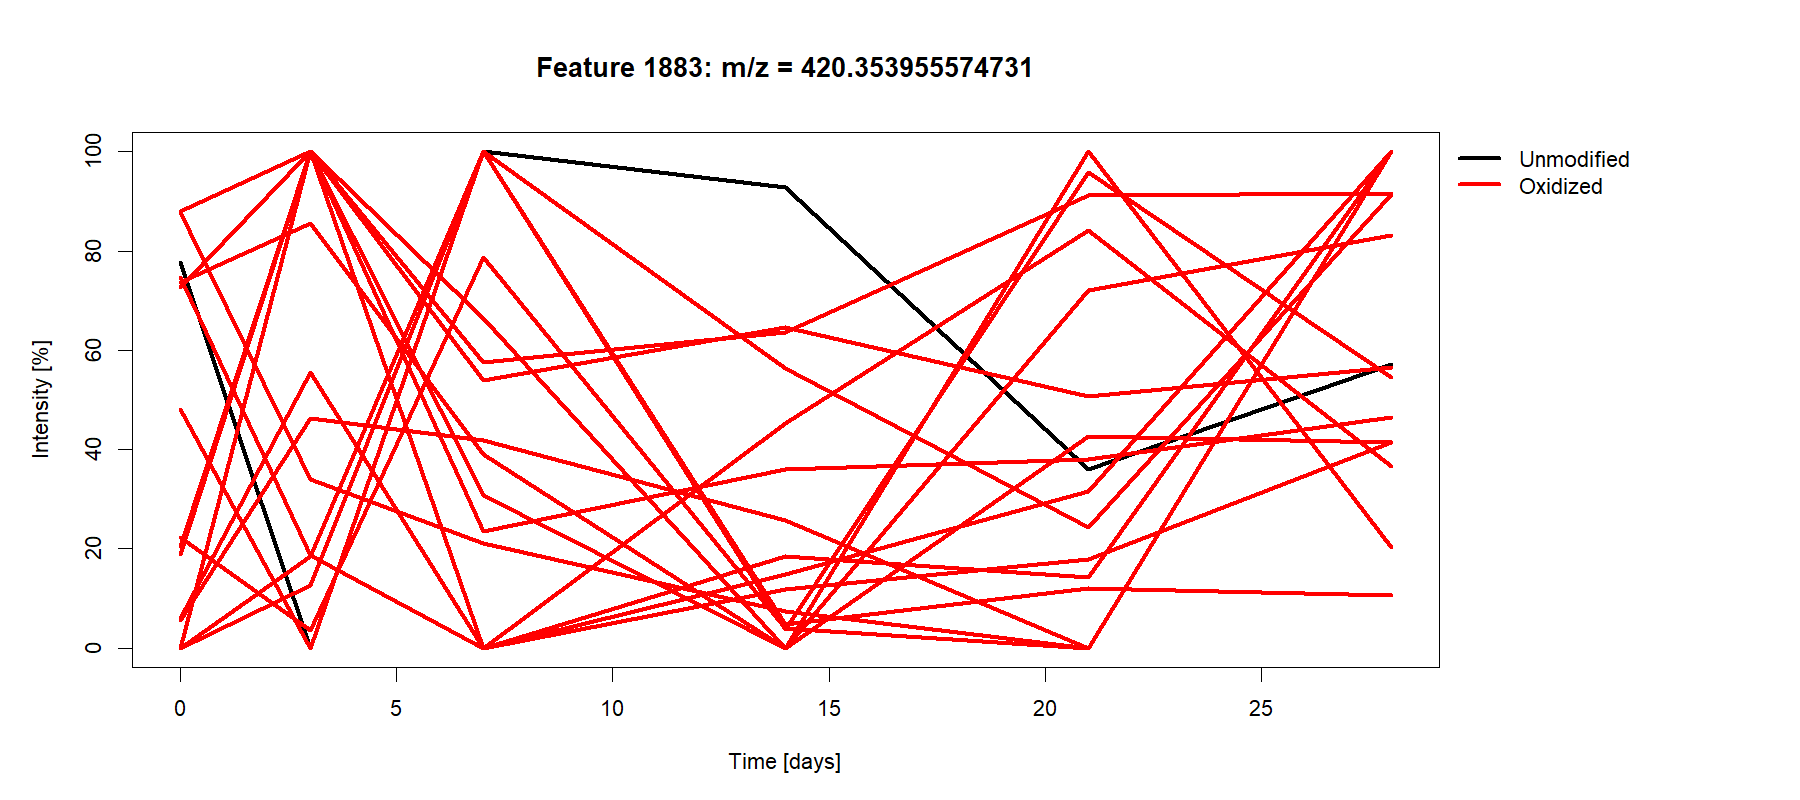 Feature 1883: m/z = 420.353955574731
Unmodified
Oxidized
Intensity [%]
100
80
60
40
20
0
0 5 10 15 20 25
Time [days]